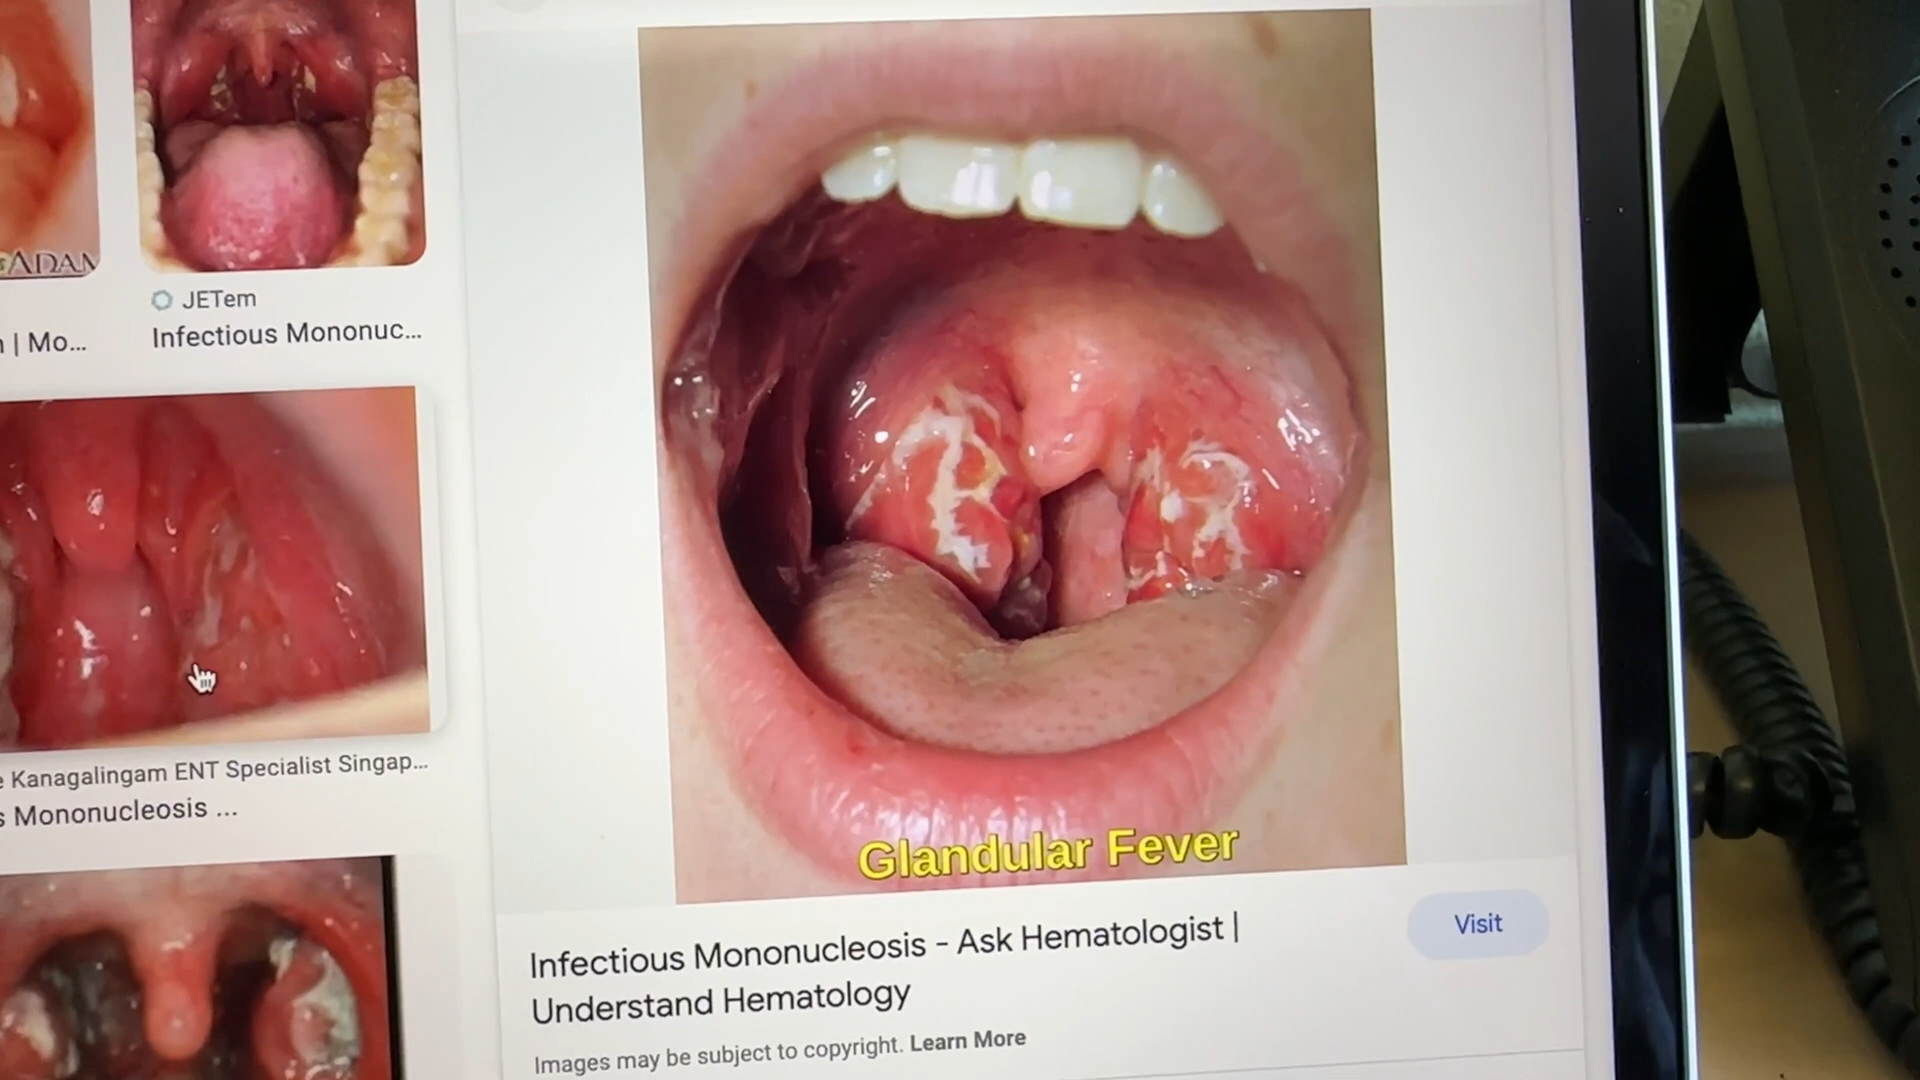 ADAM
JETem
| Mo...
Infectious Mononuc...
Kanagalingam ENT Specialist Singap...
s Mononucleosis ...
Glandular Fever
Infectious Mononucleosis - Ask Hematologist |
Understand Hematology
Visit
Images may be subject to copyright. Learn More